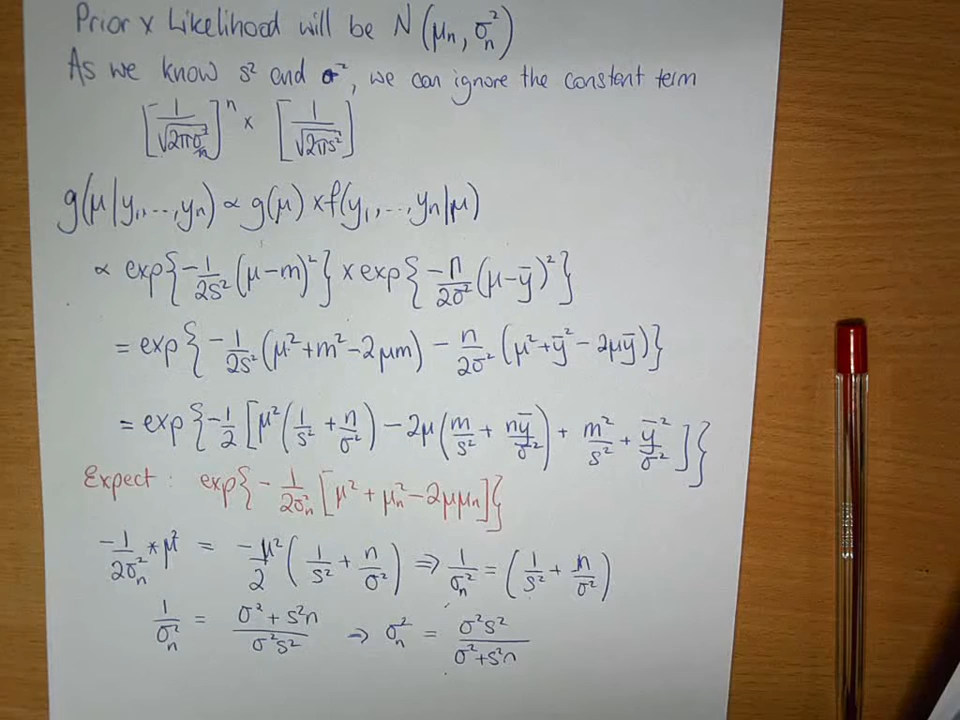 Prior x Likelihood will be N(μₙ, σₙ²)
As we know s² and σ², we can ignore the constant term
[1/√(2πσₙ²)]ⁿ × [1/√(2πs²)]
g(μ|y₁,...,yₙ) ∝ g(μ) × f(y₁,...,yₙ|μ)
∝ exp{-1/2s² (μ-m)²} × exp{-n/2σ² (μ-ȳ)²}
= exp{-1/2s² (μ²+m²-2μm) - n/2σ² (μ²+ȳ²-2μȳ)}
= exp{-1/2 [μ²(1/s² + n/σ²) - 2μ(m/s² + nȳ/σ²) + m²/s² + ȳ²/σ²]}
Expect: exp{-1/2σₙ² [μ² + μₙ² - 2μμₙ]}
-1/2σₙ² * μ² = -μ²/2 (1/s² + n/σ²) ⇒ 1/σₙ² = (1/s² + n/σ²)
1/σₙ² = (σ² + s²n)/σ²s² ⇒ σₙ² = σ²s²/(σ²+s²n)